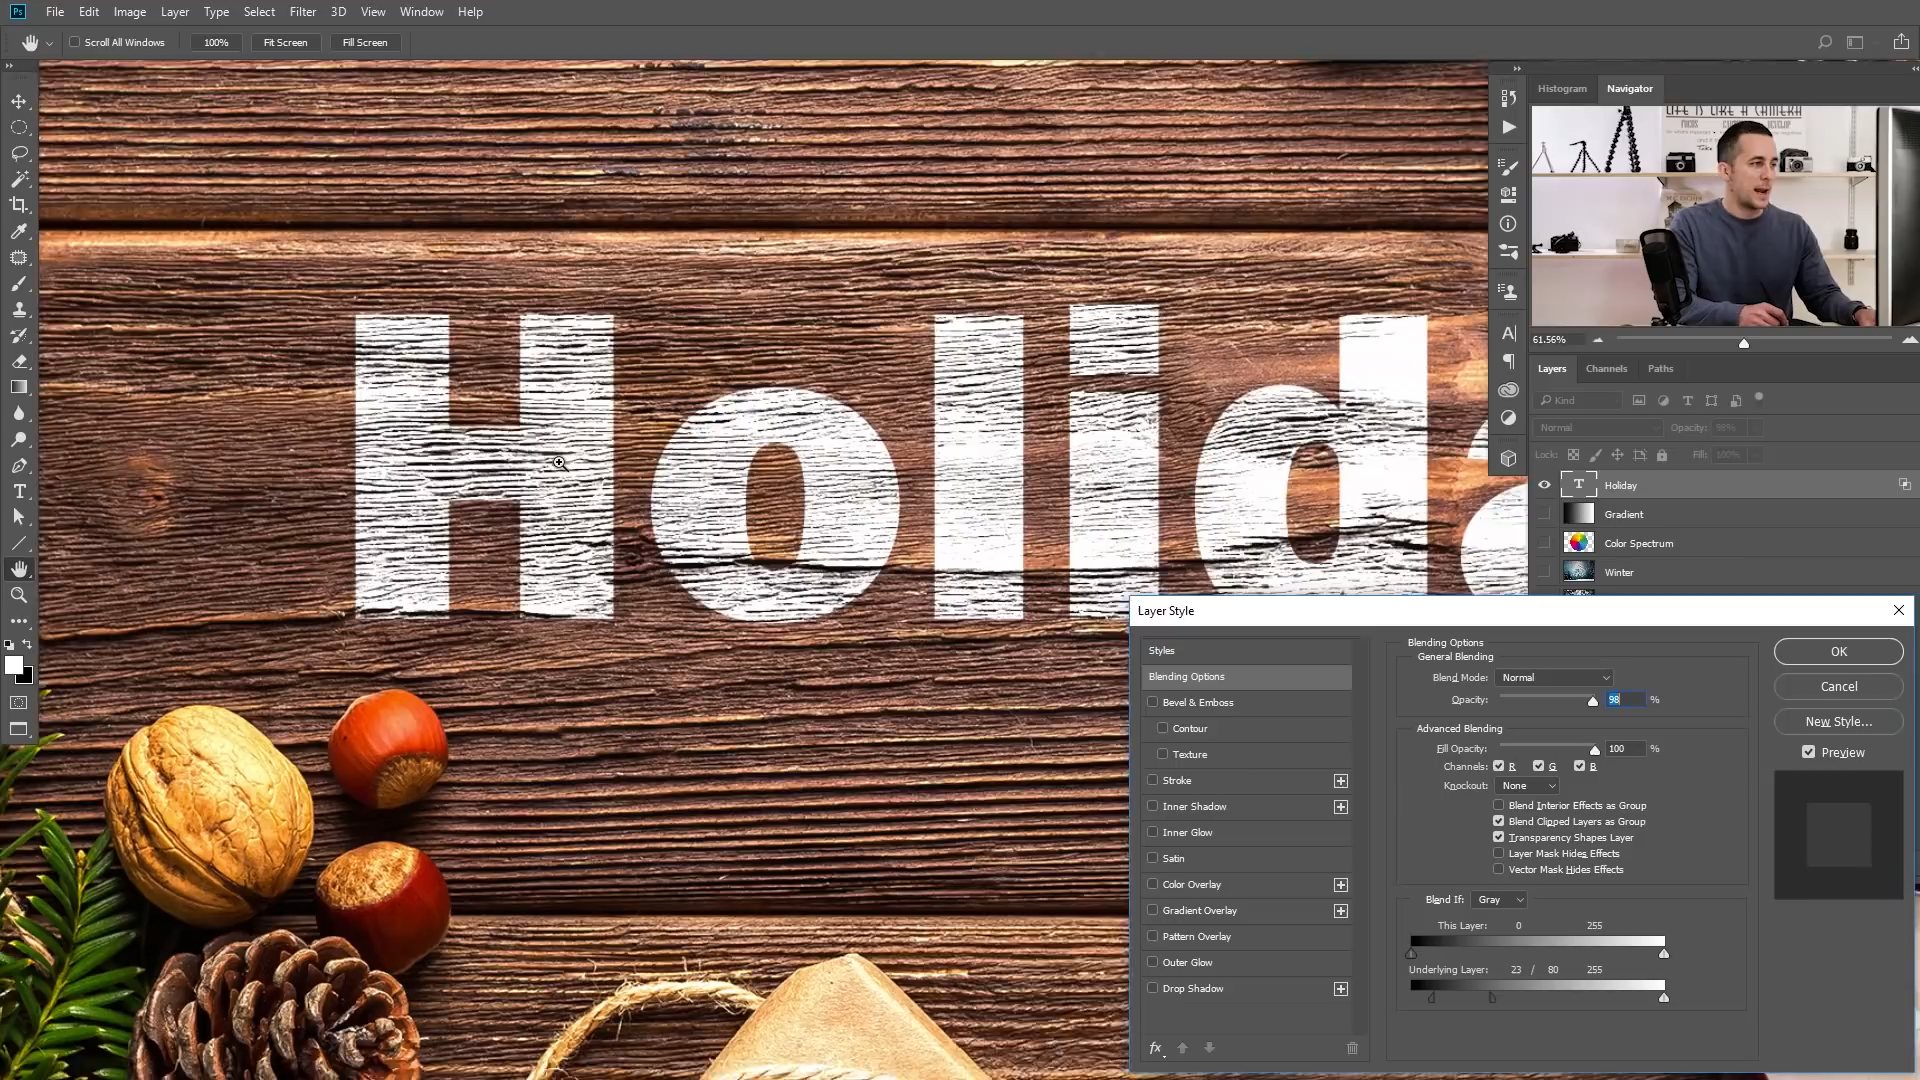 Ps File Edit Image Layer Type Select Filter 3D View Window Help
Scroll All Windows 100% Fit Screen Fill Screen
Histogram Navigator
LIFE IS LIKE A CAMERA
FOCUS DEVELOP
Take
61.56%
Layers Channels Paths
Kind
Normal Opacity: 98%
Lock: Fill: 100%
Holiday
Gradient
Color Spectrum
Winter
Holida
Layer Style
Styles
Blending Options
Bevel & Emboss
Contour
Texture
Stroke
Inner Shadow
Inner Glow
Satin
Color Overlay
Gradient Overlay
Pattern Overlay
Outer Glow
Drop Shadow
fx
Blending Options
General Blending
Blend Mode: Normal
Opacity: 98 %
Advanced Blending
Fill Opacity: 100 %
Channels: R G B
Knockout: None
Blend Interior Effects as Group
Blend Clipped Layers as Group
Transparency Shapes Layer
Layer Mask Hides Effects
Vector Mask Hides Effects
Blend If: Gray
This Layer: 0 255
Underlying Layer: 23 / 80 255
OK
Cancel
New Style...
Preview